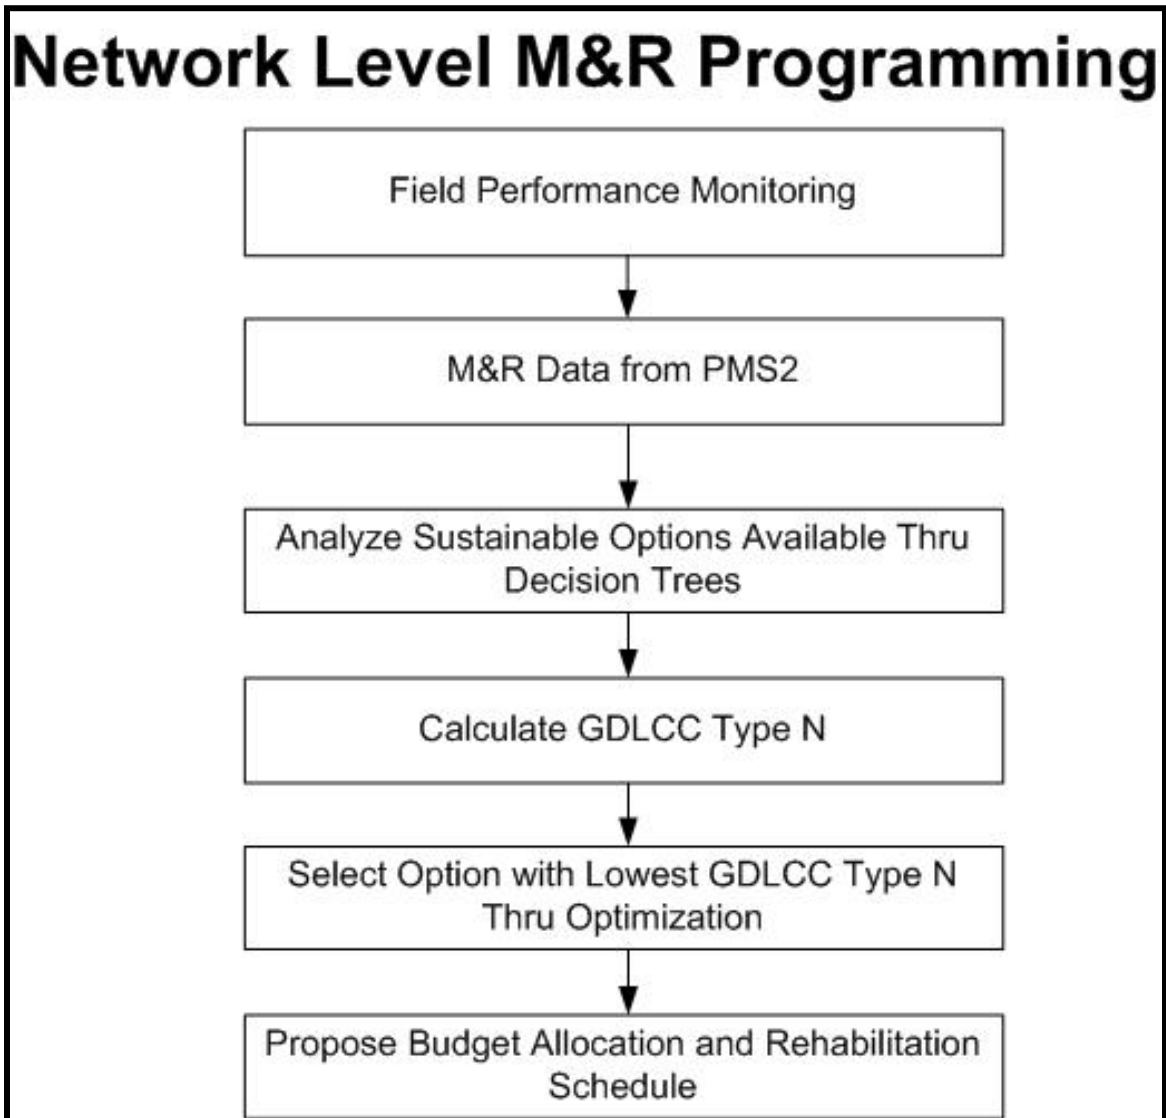 Network Level M&R Programming
Field Performance Monitoring
M&R Data from PMS2
Analyze Sustainable Options Available Thru
Decision Trees
Calculate GDLCC Type N
Select Option with Lowest GDLCC Type N
Thru Optimization
Propose Budget Allocation and Rehabilitation
Schedule